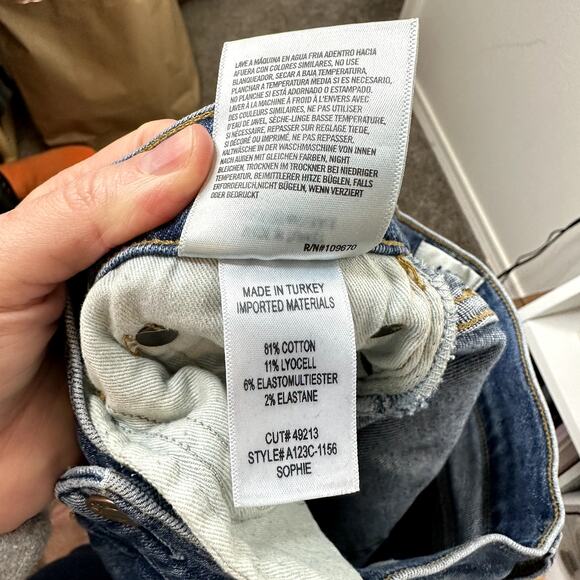 LAVE A MÁQUINA EN AGUA FRIA ADENTRO HACIA
AFUERA CON COLORES SIMILARES, NO USE
BLANQUEADOR, SECAR A BAJA TEMPERATURA,
PLANCHAR A TEMPERATURA MEDIA SI ES NECESARIO,
NO PLANCHE SI ESTÁ ADORNADO O ESTAMPADO.
LAVER À LA MACHINE À FROID À L'ENVERS AVEC
DES COULEURS SIMILAIRES, NE PAS UTILISER
D'EAU DE JAVEL, SÈCHE-LINGE BASSE TEMPÉRATURE,
SI NÉCESSAIRE, REPASSER SUR REGLAGE TIEDE,
SI DÉCORÉ OU IMPRIMÉ, NE PAS REPASSER.
KALTWÄSCHE IN DER WASCHMASCHINE VON INNEN
NACH AUßEN MIT GLEICHEN FARBEN, NIGHT
BLEICHEN, TROCKNEN IM TROCKNER BEI NIEDRIGER
TEMPERATUR. BEIMITTLERER HITZE BÜGLEN, FALLS
ERFORDERLICH,NICHT BÜGELN, WENN VERZIERT
ODER BEDRUCKT
R/N#109670
MADE IN TURKEY
IMPORTED MATERIALS
81% COTTON
11% LYOCELL
6% ELASTOMULTIESTER
2% ELASTANE
CUT# 49213
STYLE# A123C-1156
SOPHIE